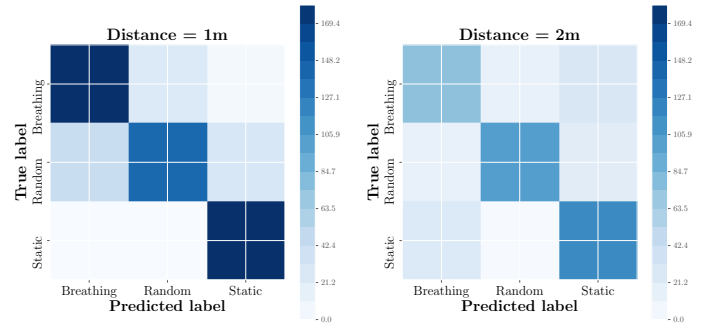 Distance = 1m
True label
Breathing
Random
Static
Breathing Random Static
Predicted label
169.4
148.2
127.1
105.9
84.7
63.5
42.4
21.2
0.0
Distance = 2m
True label
Breathing
Random
Static
Breathing Random Static
Predicted label
169.4
148.2
127.1
105.9
84.7
63.5
42.4
21.2
0.0